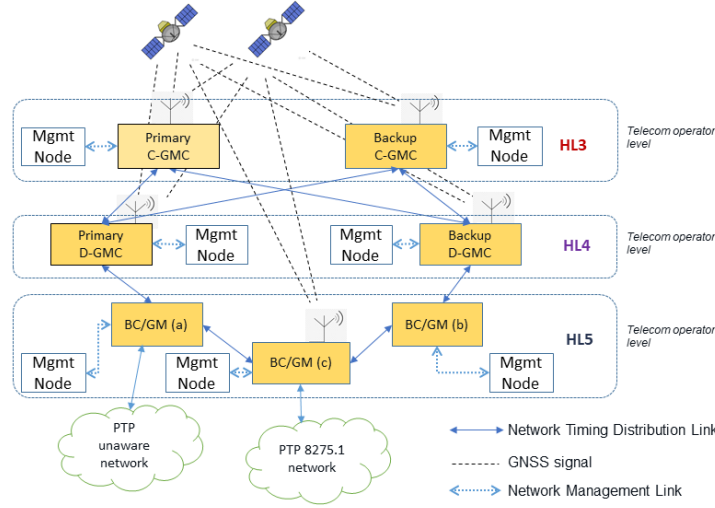 Mgmt
Node
Primary
C-GMC
Backup
C-GMC
Mgmt
Node
HL3
Telecom operator
level
Primary
D-GMC
Mgmt
Node
Mgmt
Node
Backup
D-GMC
HL4
Telecom operator
level
BC/GM (a)
BC/GM (b)
HL5
Telecom operator
level
Mgmt
Node
Mgmt
Node
BC/GM (c)
Mgmt
Node
PTP
unaware
network
PTP 8275.1
network
Network Timing Distribution Link
GNSS signal
Network Management Link